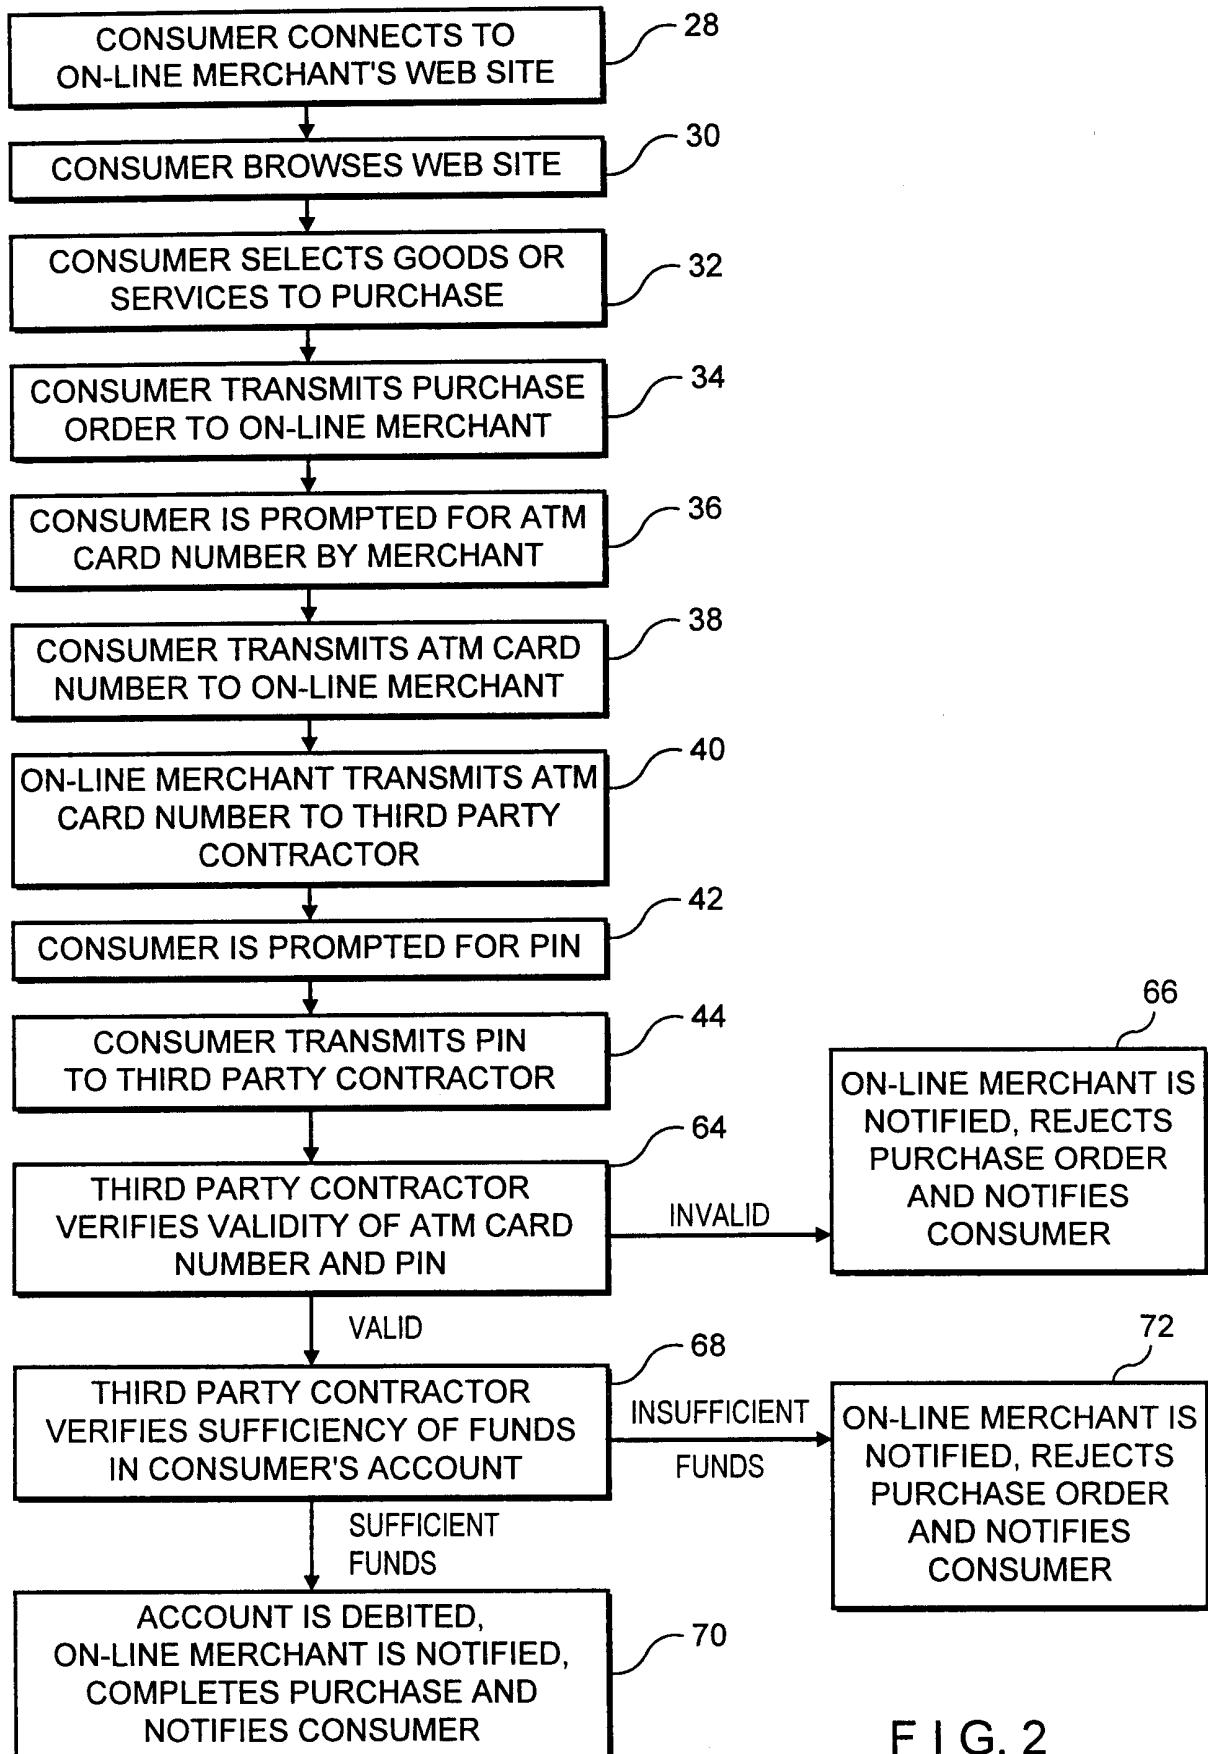 CONSUMER CONNECTS TO
ON-LINE MERCHANT'S WEB SITE
28
CONSUMER BROWSES WEB SITE
30
CONSUMER SELECTS GOODS OR
SERVICES TO PURCHASE
32
CONSUMER TRANSMITS PURCHASE
ORDER TO ON-LINE MERCHANT
34
CONSUMER IS PROMPTED FOR ATM
CARD NUMBER BY MERCHANT
36
CONSUMER TRANSMITS ATM CARD
NUMBER TO ON-LINE MERCHANT
38
ON-LINE MERCHANT TRANSMITS ATM
CARD NUMBER TO THIRD PARTY
CONTRACTOR
40
CONSUMER IS PROMPTED FOR PIN
42
CONSUMER TRANSMITS PIN
TO THIRD PARTY CONTRACTOR
44
THIRD PARTY CONTRACTOR
VERIFIES VALIDITY OF ATM CARD
NUMBER AND PIN
64
INVALID
ON-LINE MERCHANT IS
NOTIFIED, REJECTS
PURCHASE ORDER
AND NOTIFIES
CONSUMER
66
VALID
THIRD PARTY CONTRACTOR
VERIFIES SUFFICIENCY OF FUNDS
IN CONSUMER'S ACCOUNT
68
INSUFFICIENT
FUNDS
ON-LINE MERCHANT IS
NOTIFIED, REJECTS
PURCHASE ORDER
AND NOTIFIES
CONSUMER
72
SUFFICIENT
FUNDS
ACCOUNT IS DEBITED,
ON-LINE MERCHANT IS NOTIFIED,
COMPLETES PURCHASE AND
NOTIFIES CONSUMER
70
FIG. 2